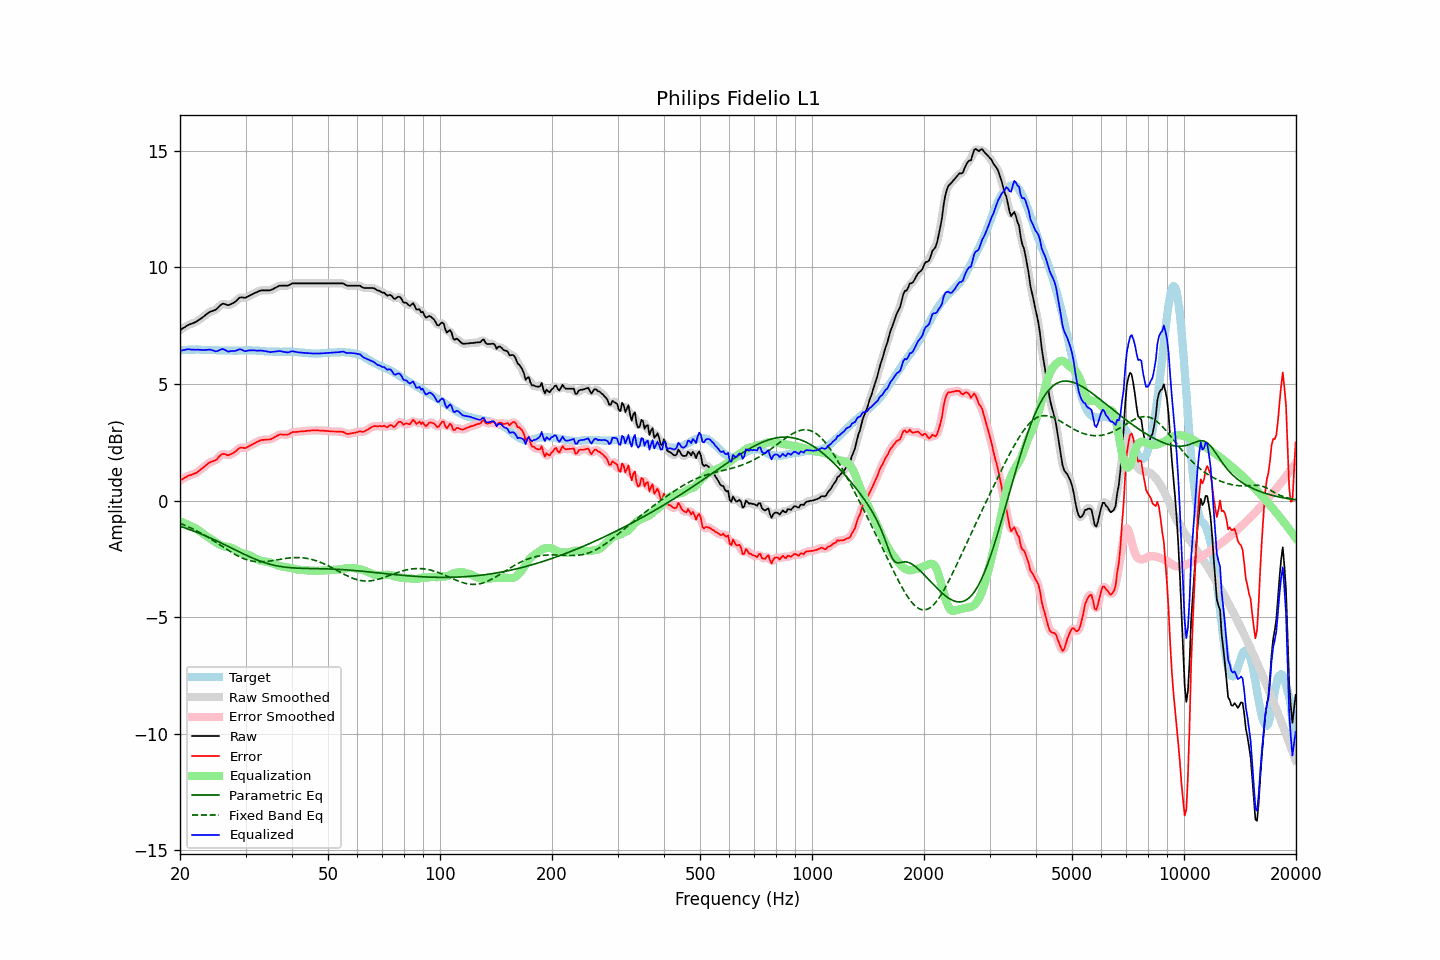 Philips Fidelio L1
Amplitude (dBr)
15
10
5
0
−5
−10
−15
Target
Raw Smoothed
Error Smoothed
Raw
Error
Equalization
Parametric Eq
Fixed Band Eq
Equalized
20 50 100 200 500 1000 2000 5000 10000 20000
Frequency (Hz)